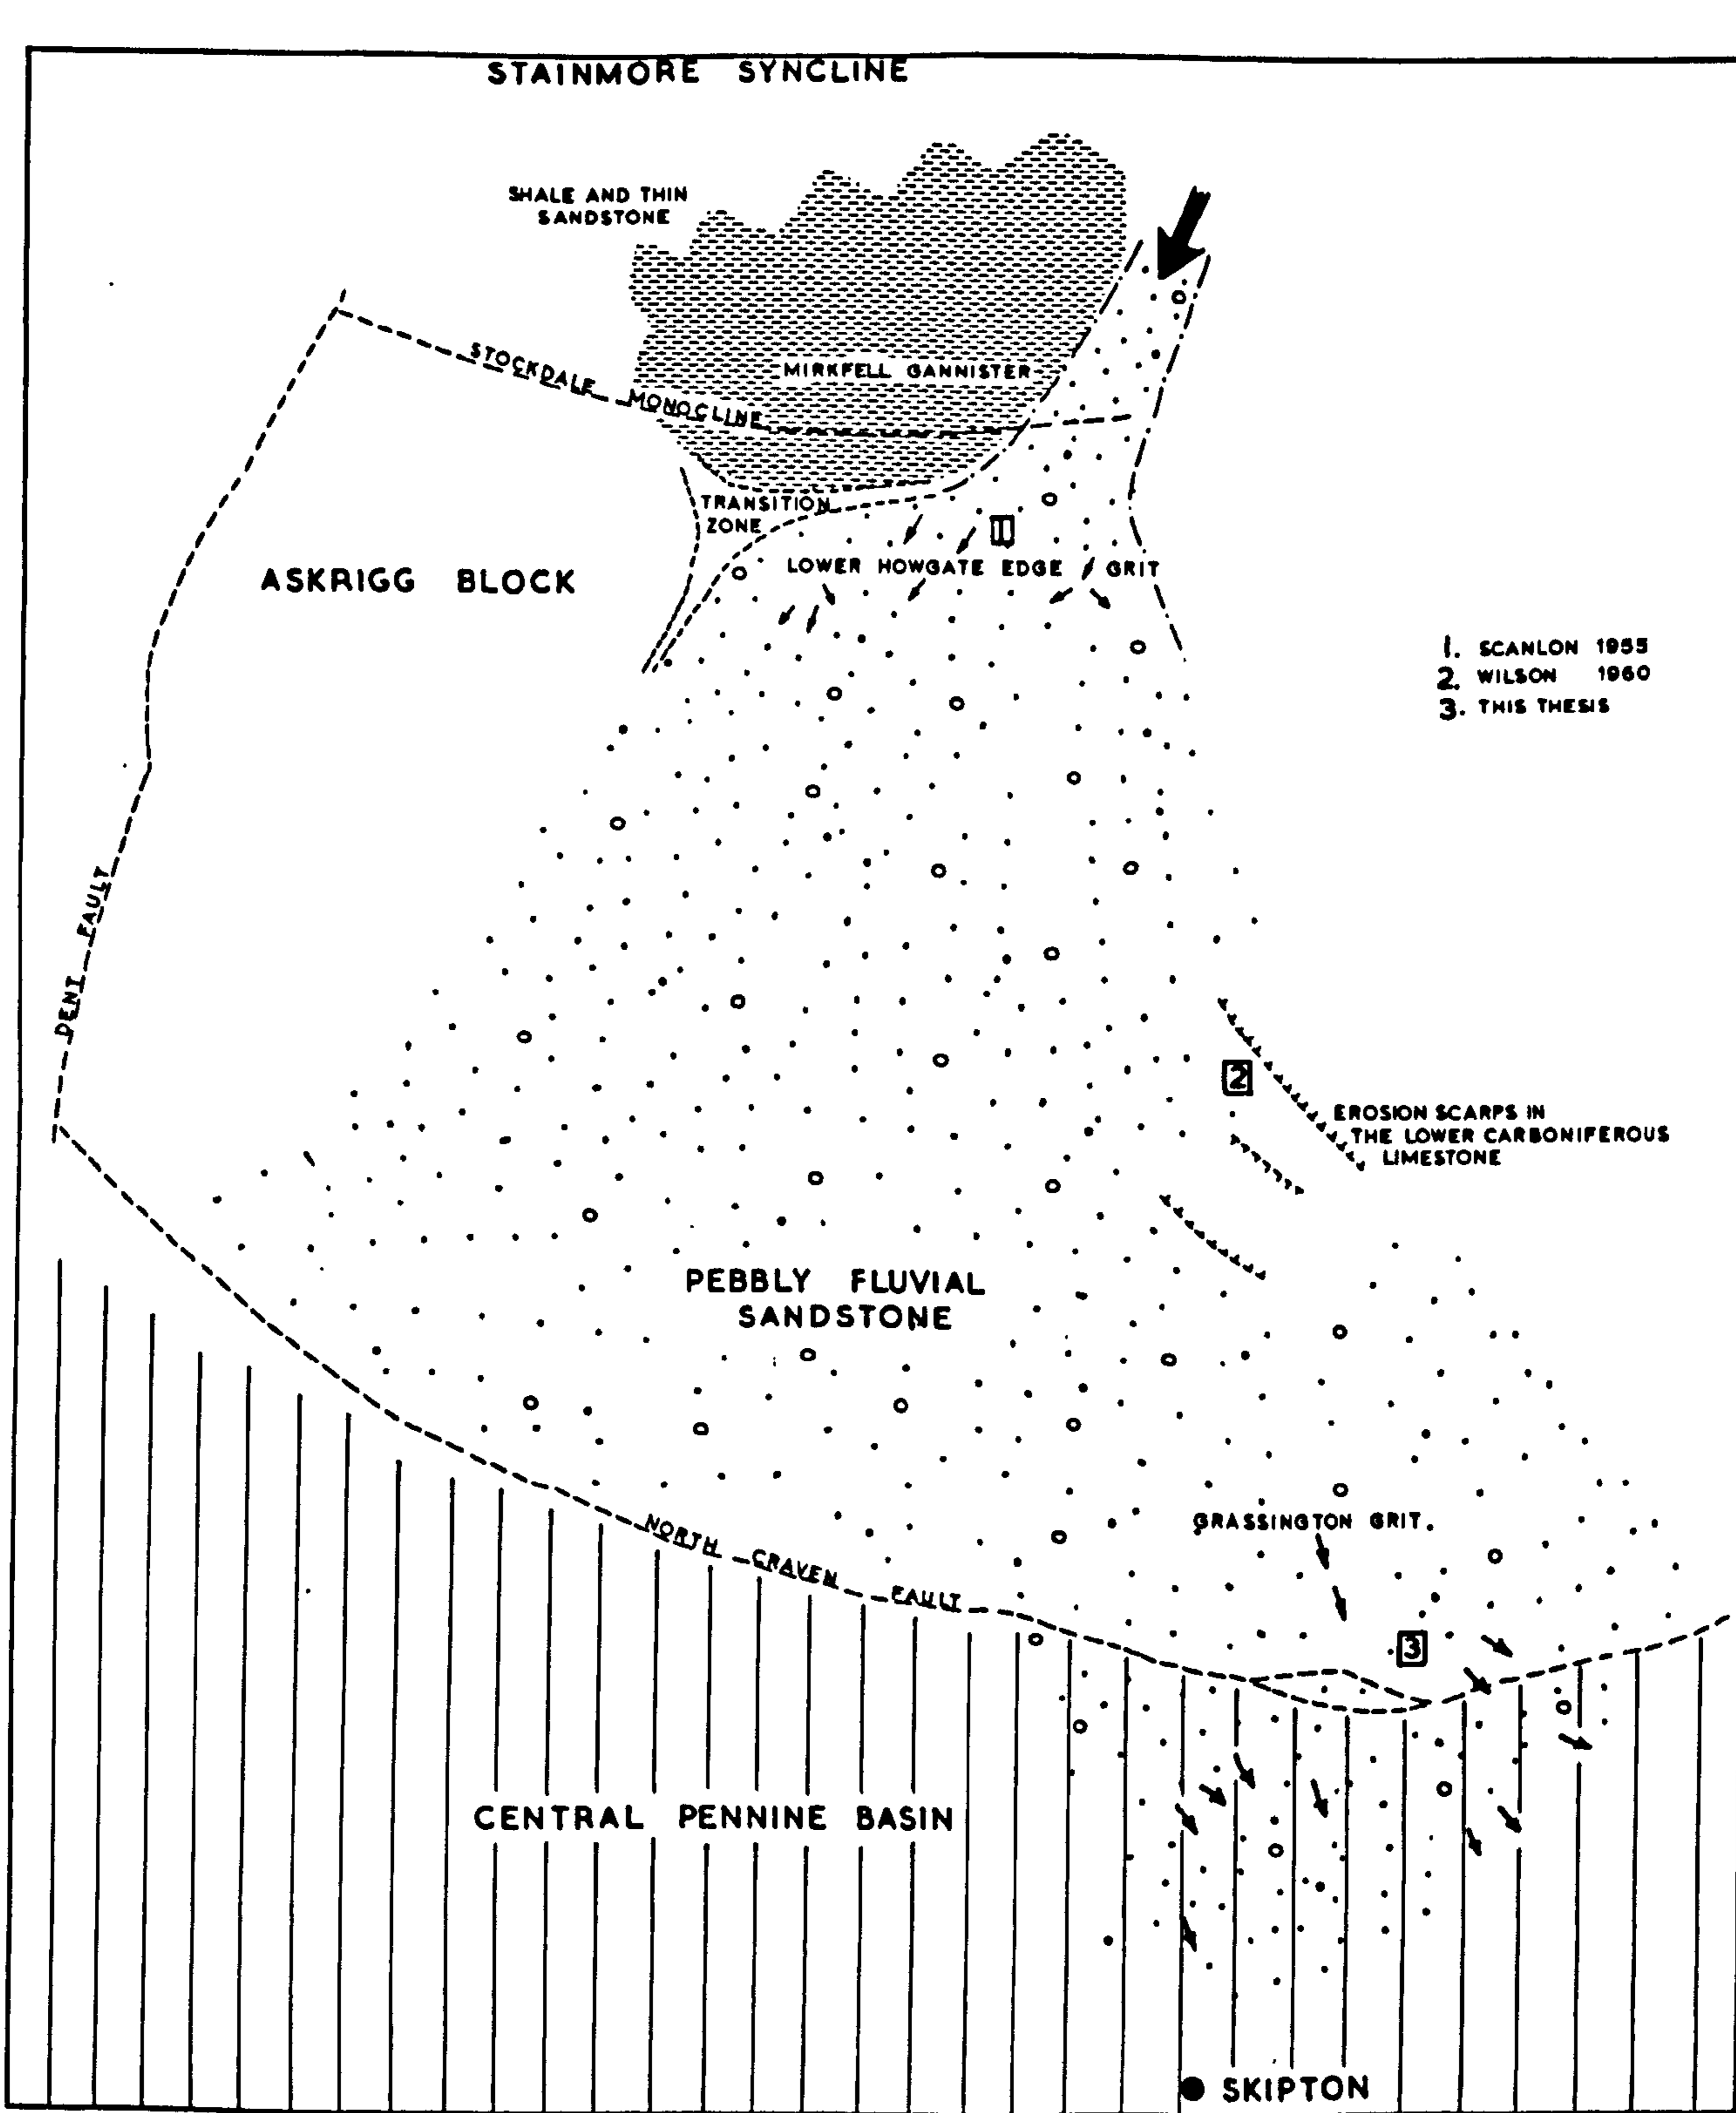 STAINMORE SYNCLINE
SHALE AND THIN
SANDSTONE
MIRKFELL GANNISTER
STOCKDALE MONOCLINE
TRANSITION
ZONE
1
LOWER HOWGATE EDGE GRIT
ASKRIGG BLOCK
1. SCANLON 1955
2. WILSON 1960
3. THIS THESIS
DENT FAULT
2
EROSION SCARPS IN
THE LOWER CARBONIFEROUS
LIMESTONE
PEBBLY FLUVIAL
SANDSTONE
GRASSINGTON GRIT.
NORTH CRAVEN FAULT
3
CENTRAL PENNINE BASIN
SKIPTON